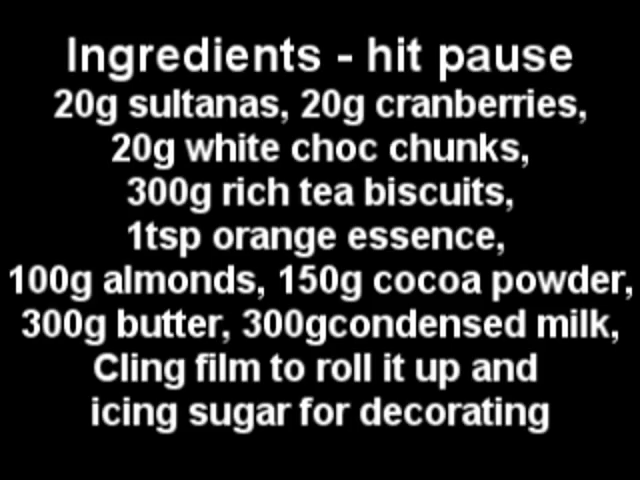 Ingredients - hit pause
20g sultanas, 20g cranberries,
20g white choc chunks,
300g rich tea biscuits,
1tsp orange essence,
100g almonds, 150g cocoa powder,
300g butter, 300gcondensed milk,
Cling film to roll it up and
icing sugar for decorating